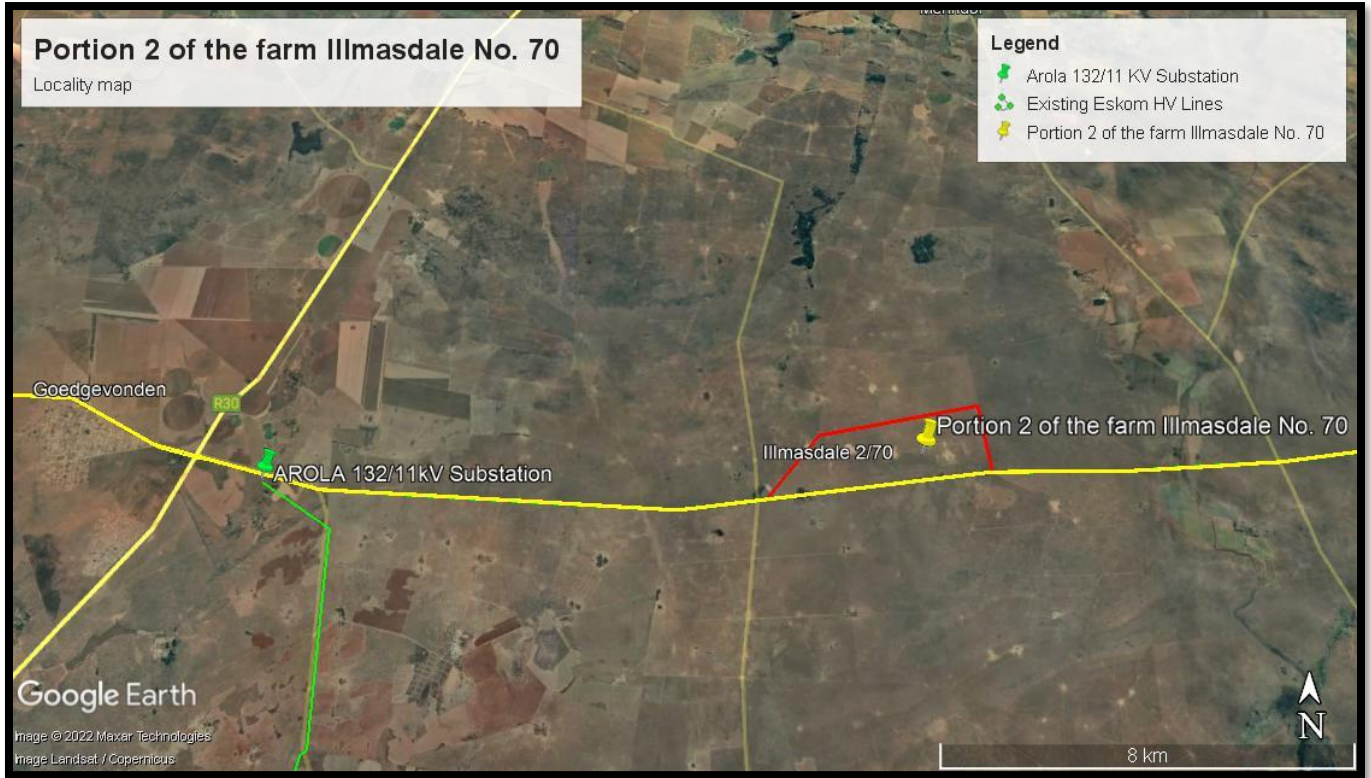 Portion 2 of the farm Illmasdale No. 70
Locality map
Legend
Arola 132/11 KV Substation
Existing Eskom HV Lines
Portion 2 of the farm Illmasdale No. 70
Goedgevonden
R30
AROLA 132/11kV Substation
Illmasdale 2/70
Portion 2 of the farm Illmasdale No. 70
Google Earth
Image © 2022 Maxar Technologies
Image Landsat / Copernicus
N
8 km